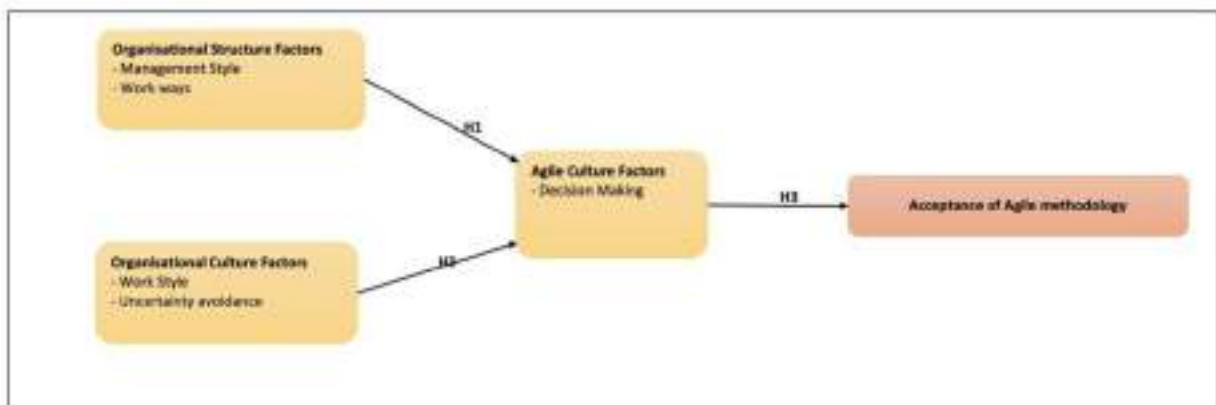 Organisational Structure Factors
- Management Style
- Work ways
H1
Agile Culture Factors
- Decision Making
H3
Acceptance of Agile methodology
Organisational Culture Factors
- Work Style
- Uncertainty avoidance
H2